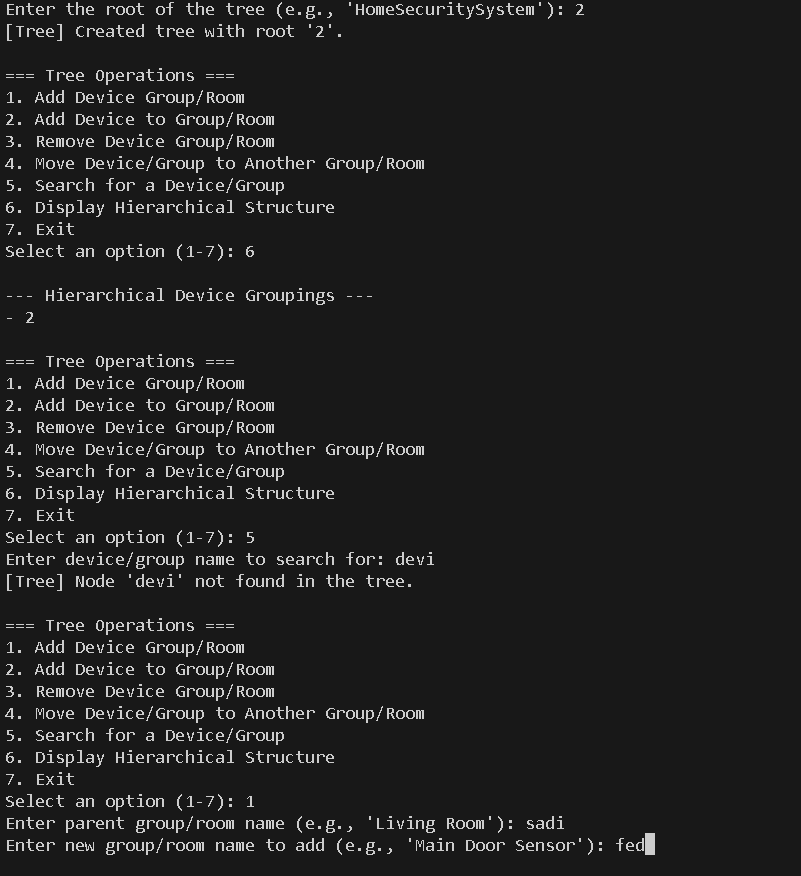 Enter the root of the tree (e.g., 'HomeSecuritySystem'): 2
[Tree] Created tree with root '2'.
=== Tree Operations ===
1. Add Device Group/Room
2. Add Device to Group/Room
3. Remove Device Group/Room
4. Move Device/Group to Another Group/Room
5. Search for a Device/Group
6. Display Hierarchical Structure
7. Exit
Select an option (1-7): 6
--- Hierarchical Device Groupings ---
- 2
=== Tree Operations ===
1. Add Device Group/Room
2. Add Device to Group/Room
3. Remove Device Group/Room
4. Move Device/Group to Another Group/Room
5. Search for a Device/Group
6. Display Hierarchical Structure
7. Exit
Select an option (1-7): 5
Enter device/group name to search for: devi
[Tree] Node 'devi' not found in the tree.
=== Tree Operations ===
1. Add Device Group/Room
2. Add Device to Group/Room
3. Remove Device Group/Room
4. Move Device/Group to Another Group/Room
5. Search for a Device/Group
6. Display Hierarchical Structure
7. Exit
Select an option (1-7): 1
Enter parent group/room name (e.g., 'Living Room'): sadi
Enter new group/room name to add (e.g., 'Main Door Sensor'): fed